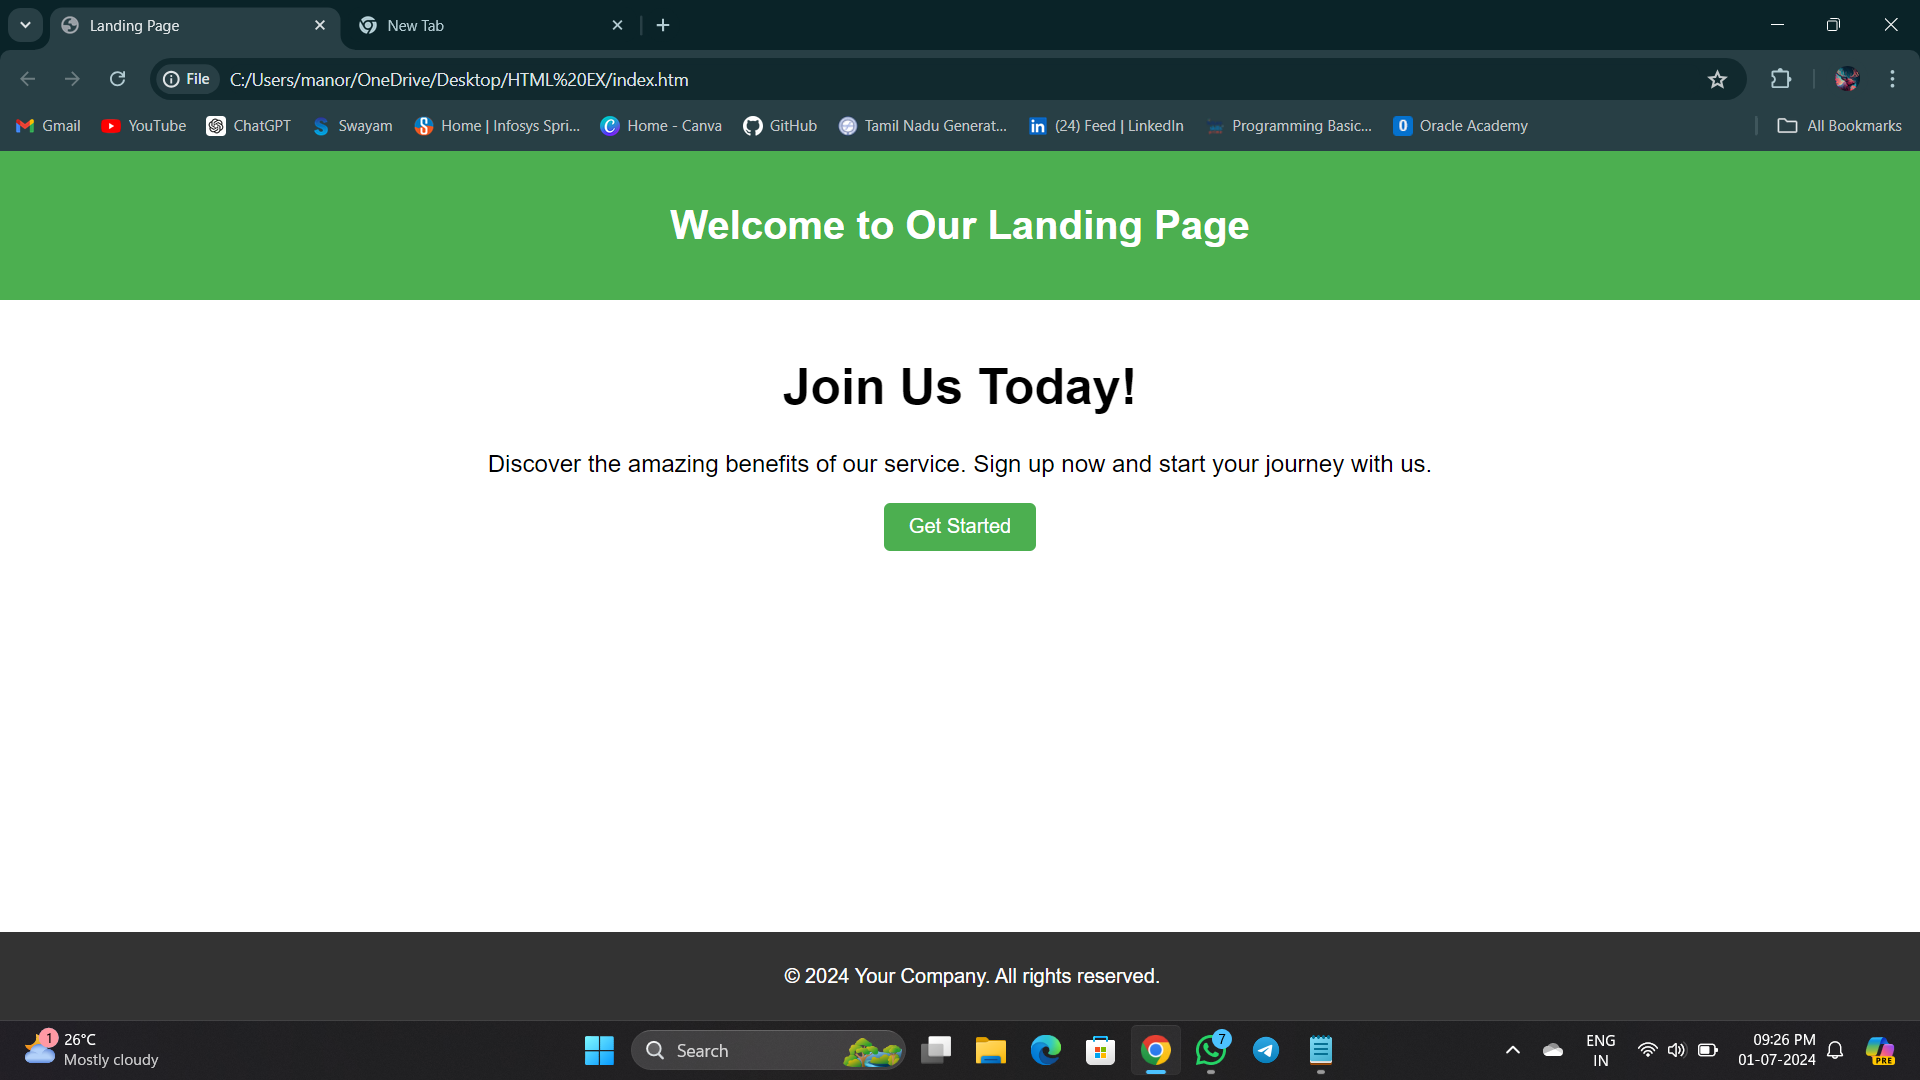 Landing Page
New Tab
File C:/Users/manor/OneDrive/Desktop/HTML%20EX/index.htm
Gmail YouTube ChatGPT Swayam Home | Infosys Spri... Home - Canva GitHub Tamil Nadu Generat... in (24) Feed | LinkedIn Programming Basic... O Oracle Academy All Bookmarks
Welcome to Our Landing Page
Join Us Today!
Discover the amazing benefits of our service. Sign up now and start your journey with us.
Get Started
© 2024 Your Company. All rights reserved.
1
26°C
Mostly cloudy
Search
7
ENG
IN
09:26 PM
01-07-2024
PRE